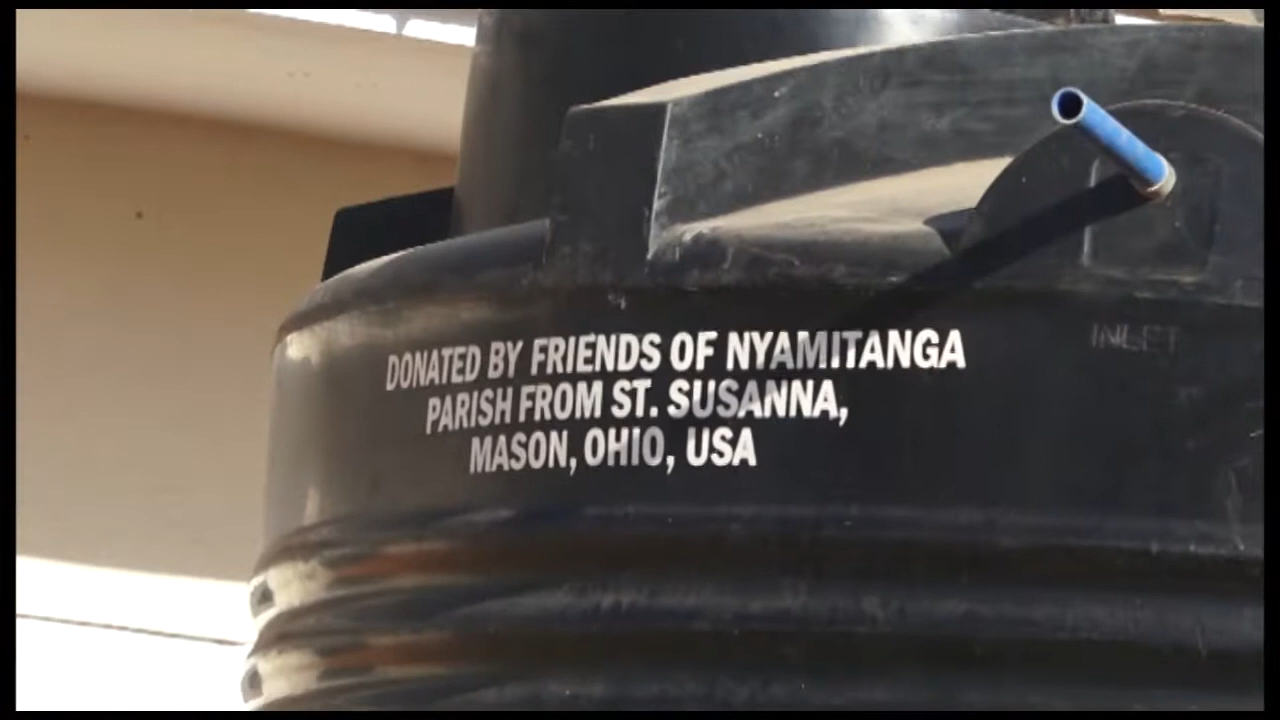 DONATED BY FRIENDS OF NYAMITANGA
PARISH FROM ST. SUSANNA,
MASON, OHIO, USA
INLET